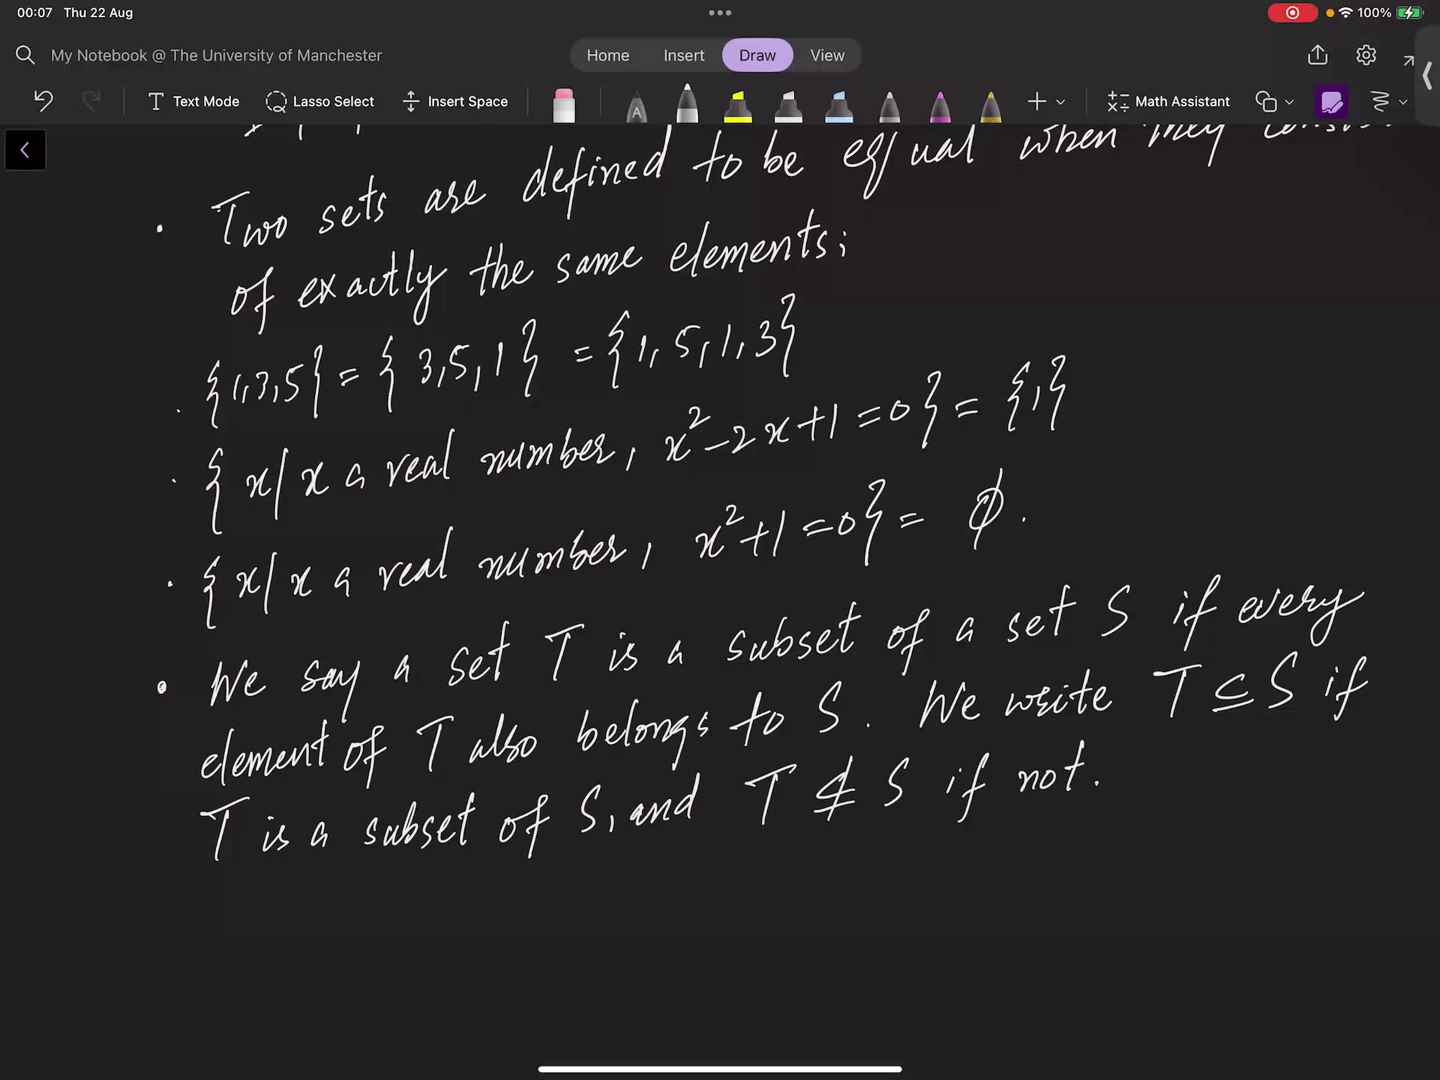 00:07 Thu 22 Aug
100%
My Notebook @ The University of Manchester
Home Insert Draw View
Text Mode Lasso Select Insert Space Math Assistant
• Two sets are defined to be equal when they
of exactly the same elements;
· {1,3,5} = {3,5,1} = {1,5,1,3}
· {x/x a real number, x²-2x+1=0} = {1}
· {x/x a real number, x²+1=0} = ϕ.
• We say a set T is a subset of a set S if every
element of T also belongs to S. We write T ⊆ S if
T is a subset of S, and T ⊄ S if not.